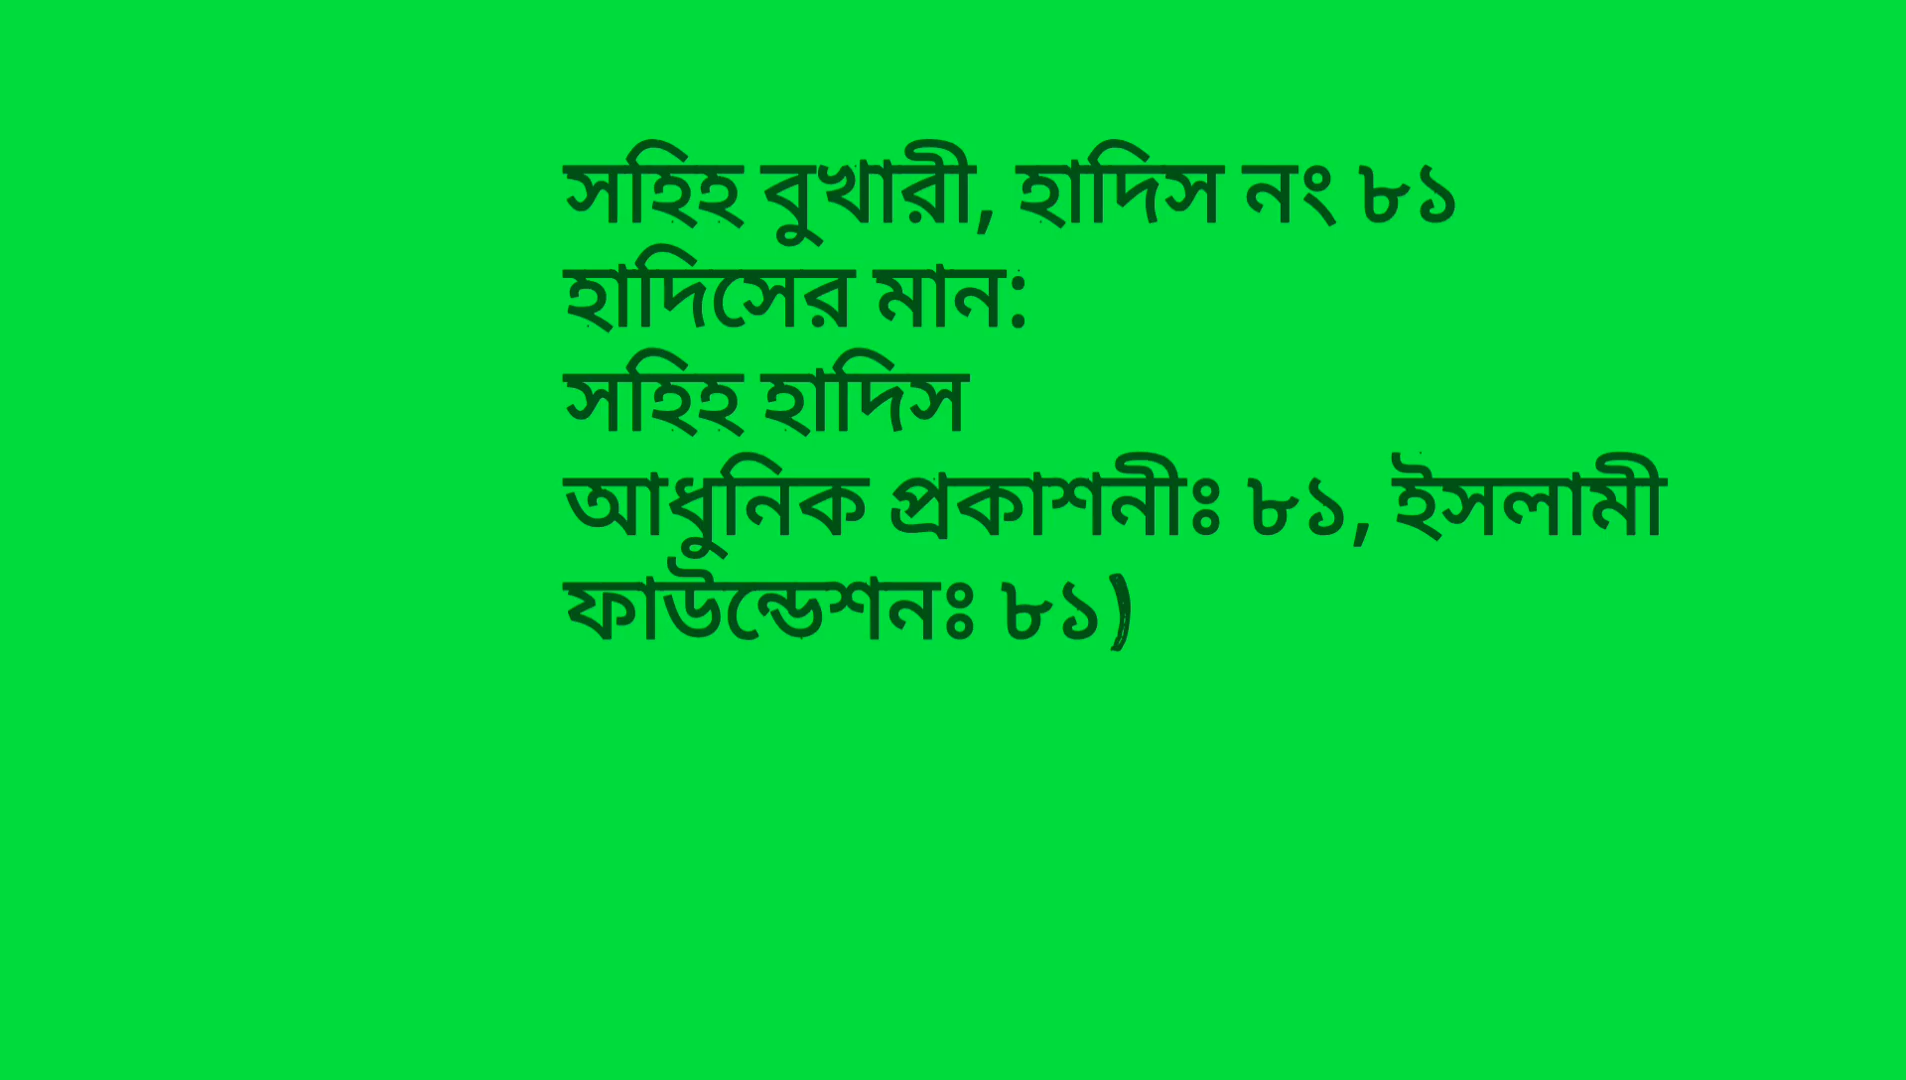 সহিহ বুখারী, হাদিস নং ৮১
হাদিসের মান:
সহিহ হাদিস
আধুনিক প্রকাশনীঃ ৮১, ইসলামী
ফাউন্ডেশনঃ ৮১)